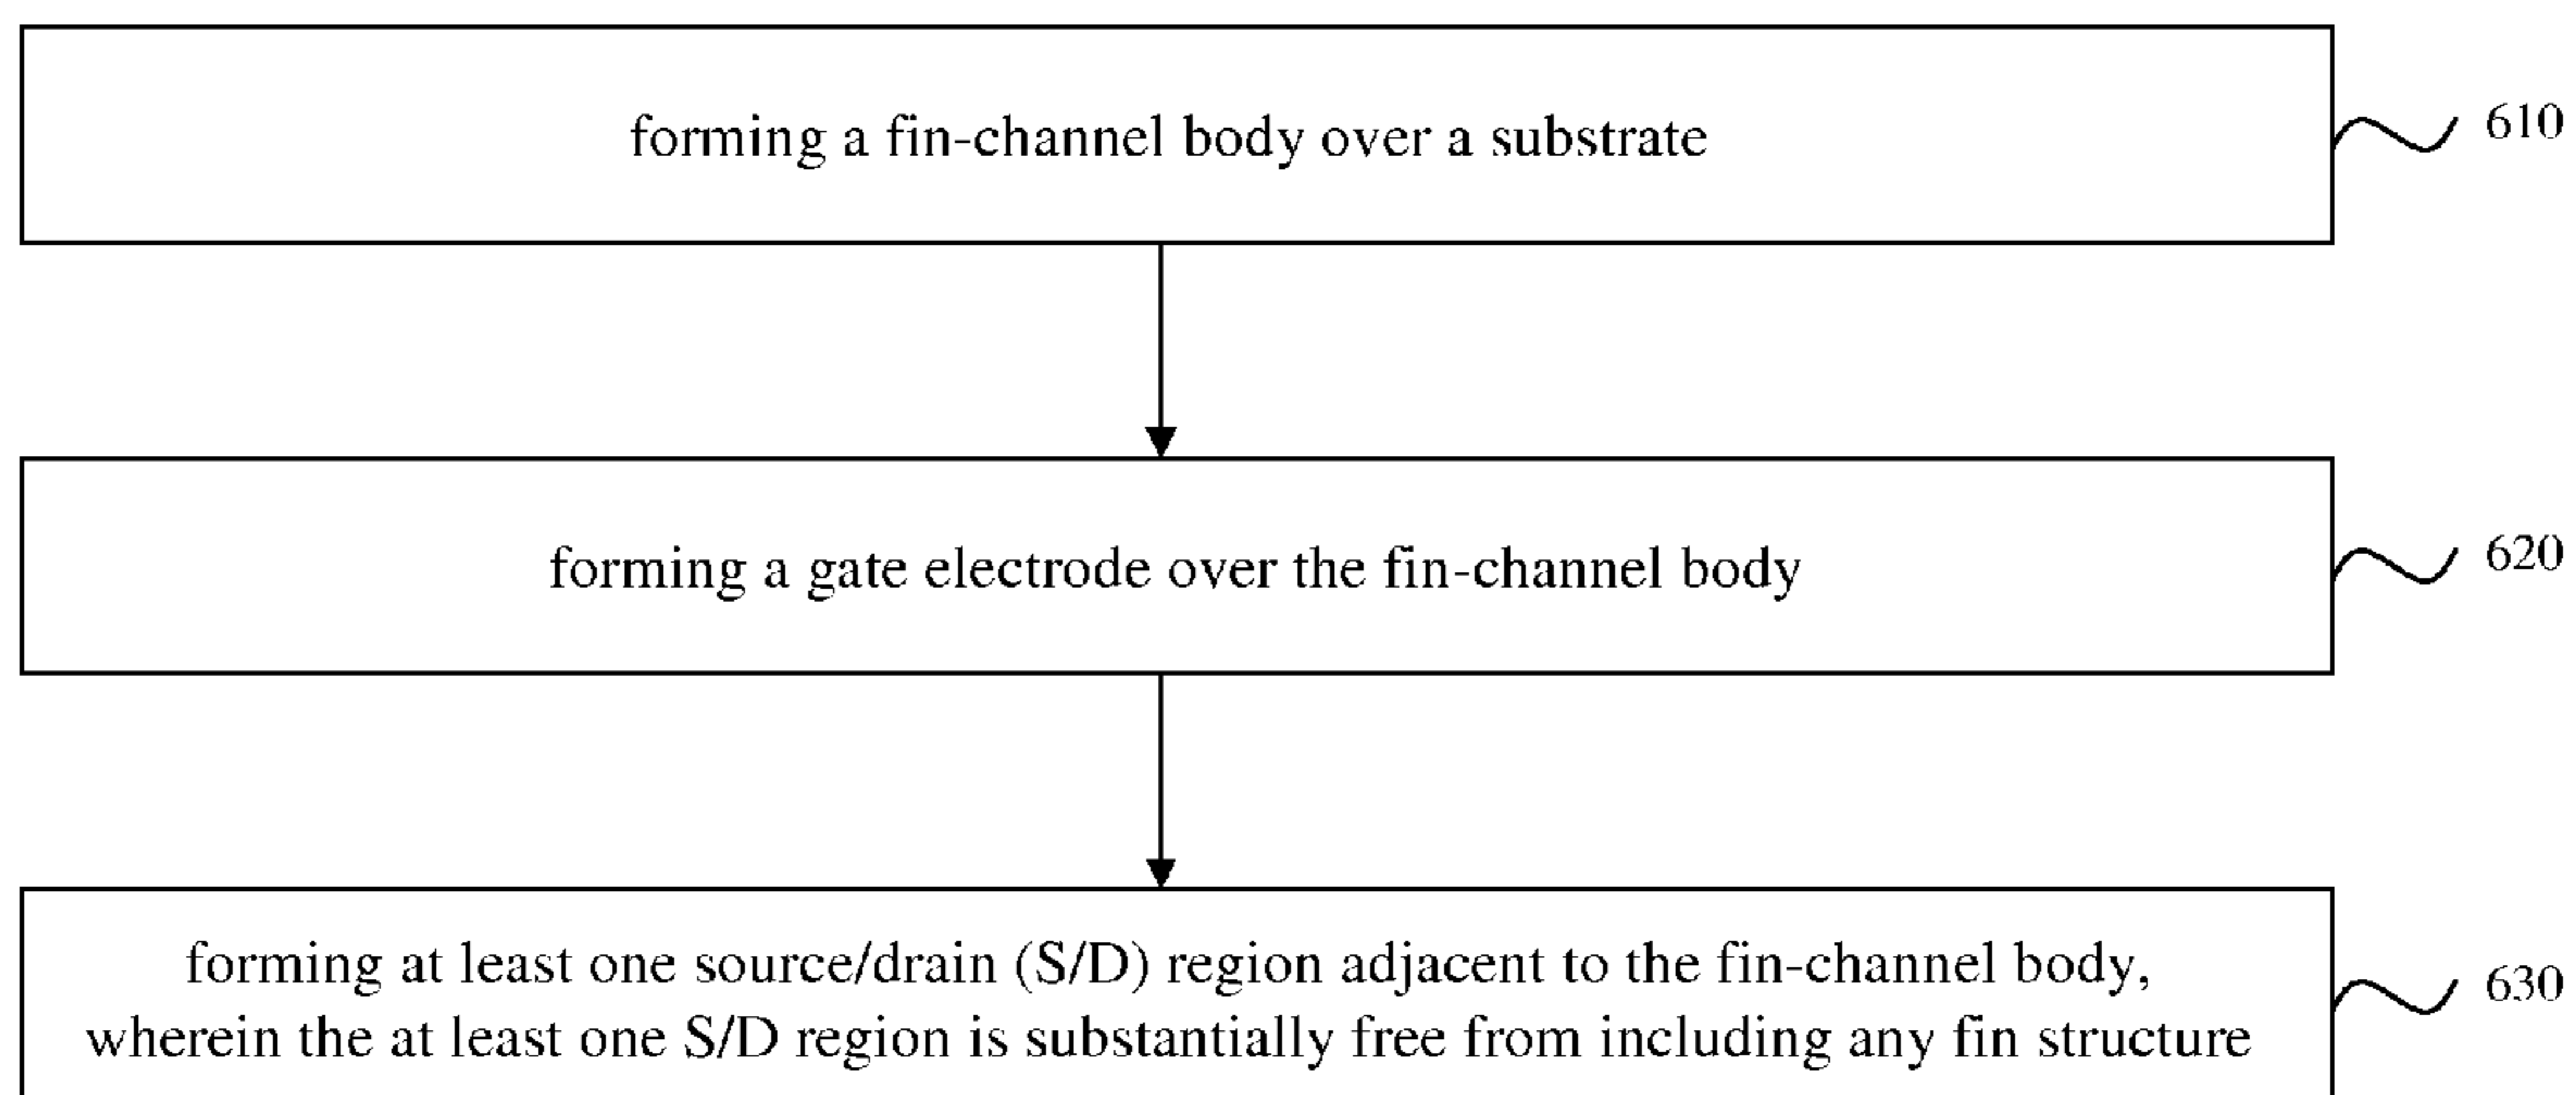 forming a fin-channel body over a substrate
610
forming a gate electrode over the fin-channel body
620
forming at least one source/drain (S/D) region adjacent to the fin-channel body,
wherein the at least one S/D region is substantially free from including any fin structure
630